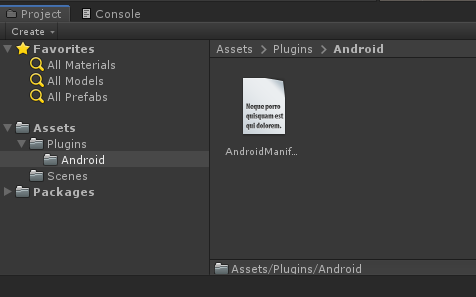 Project
Console
Create
Favorites
All Materials
All Models
All Prefabs
Assets
Plugins
Android
Scenes
Packages
Assets > Plugins > Android
Neque porro
quisquam est
qui dolorem.
AndroidManif...
Assets/Plugins/Android